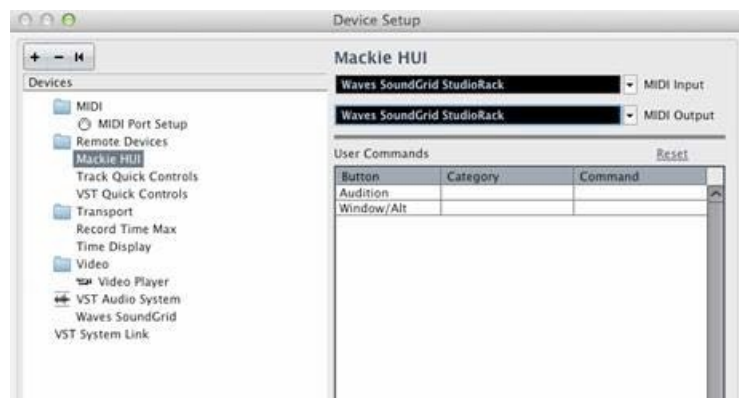 Device Setup
+ -
Devices
MIDI
MIDI Port Setup
Remote Devices
Mackie HUI
Track Quick Controls
VST Quick Controls
Transport
Record Time Max
Time Display
Video
Video Player
VST Audio System
Waves SoundGrid
VST System Link
Mackie HUI
Waves SoundGrid StudioRack MIDI Input
Waves SoundGrid StudioRack MIDI Output
User Commands Reset
Button Category Command
Audition
Window/Alt